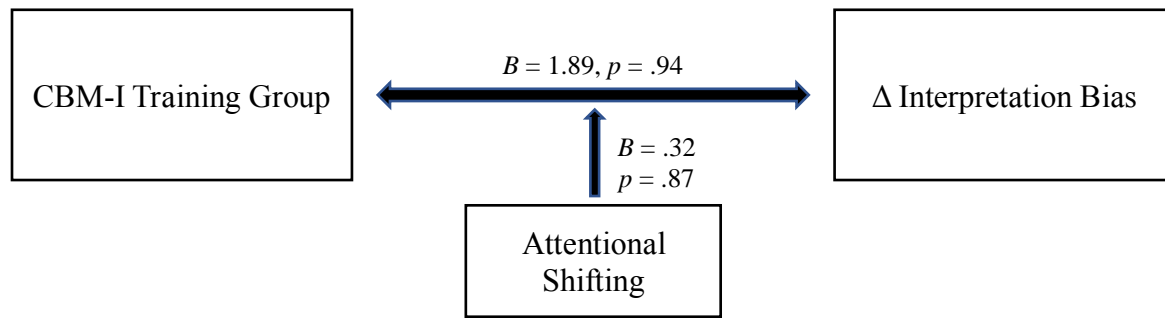 B = 1.89, p = .94
CBM-I Training Group
Δ Interpretation Bias
B = .32
p = .87
Attentional
Shifting